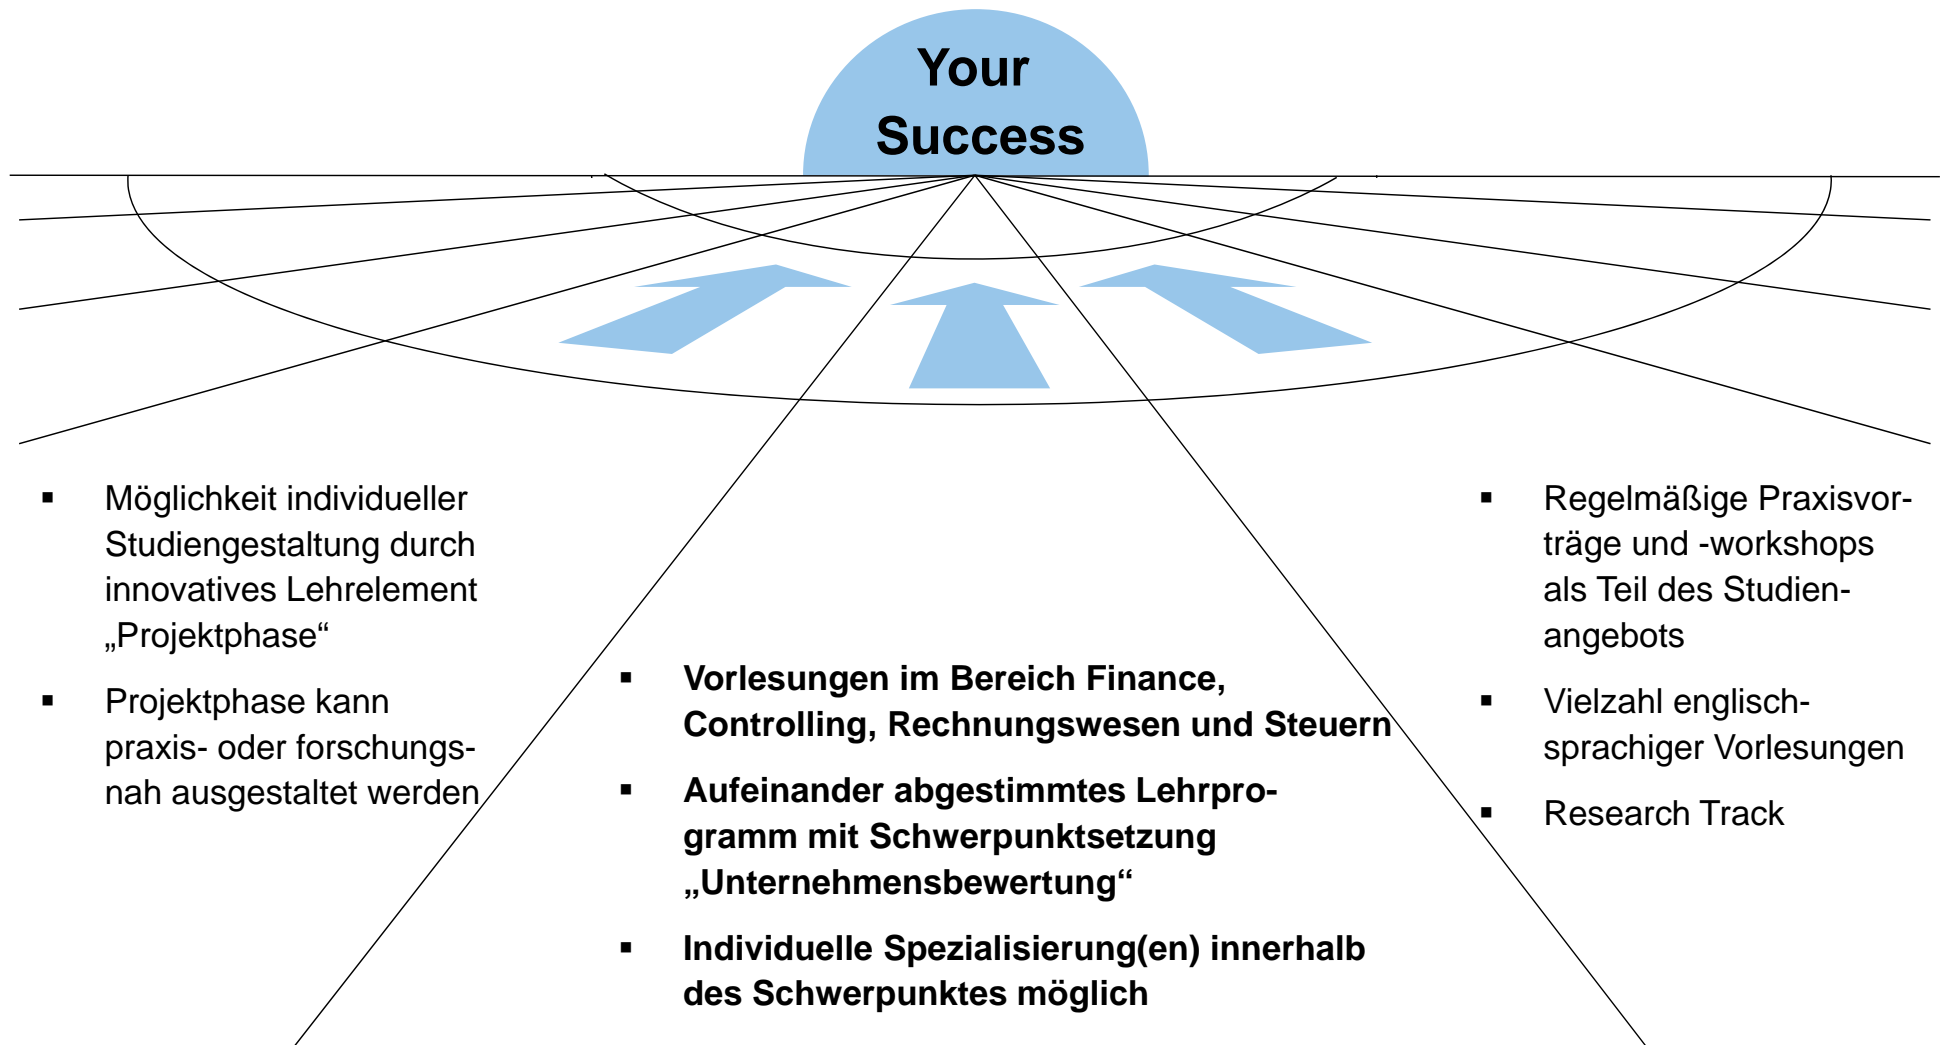 Your
Success
▪ Möglichkeit individueller
Studiengestaltung durch
innovatives Lehrelement
„Projektphase“
▪ Projektphase kann
praxis- oder forschungs-
nah ausgestaltet werden
▪ Vorlesungen im Bereich Finance,
Controlling, Rechnungswesen und Steuern
▪ Aufeinander abgestimmtes Lehrpro-
gramm mit Schwerpunktsetzung
„Unternehmensbewertung“
▪ Individuelle Spezialisierung(en) innerhalb
des Schwerpunktes möglich
▪ Regelmäßige Praxisvor-
träge und -workshops
als Teil des Studien-
angebots
▪ Vielzahl englisch-
sprachiger Vorlesungen
▪ Research Track